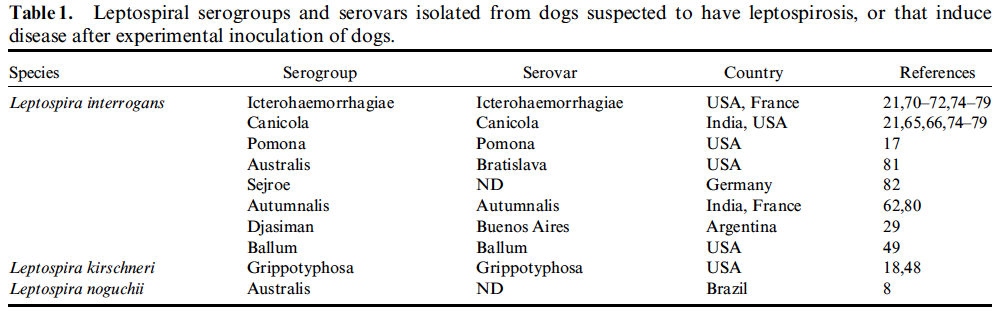 Table 1. Leptospiral serogroups and serovars isolated from dogs suspected to have leptospirosis, or that induce
disease after experimental inoculation of dogs.
Species Serogroup Serovar Country References
Leptospira interrogans Icterohaemorrhagiae Icterohaemorrhagiae USA, France 21,70–72,74–79
Canicola Canicola India, USA 21,65,66,74–79
Pomona Pomona USA 17
Australis Bratislava USA 81
Sejroe ND Germany 82
Autumnalis Autumnalis India, France 62,80
Djasiman Buenos Aires Argentina 29
Ballum Ballum USA 49
Leptospira kirschneri Grippotyphosa Grippotyphosa USA 18,48
Leptospira noguchii Australis ND Brazil 8